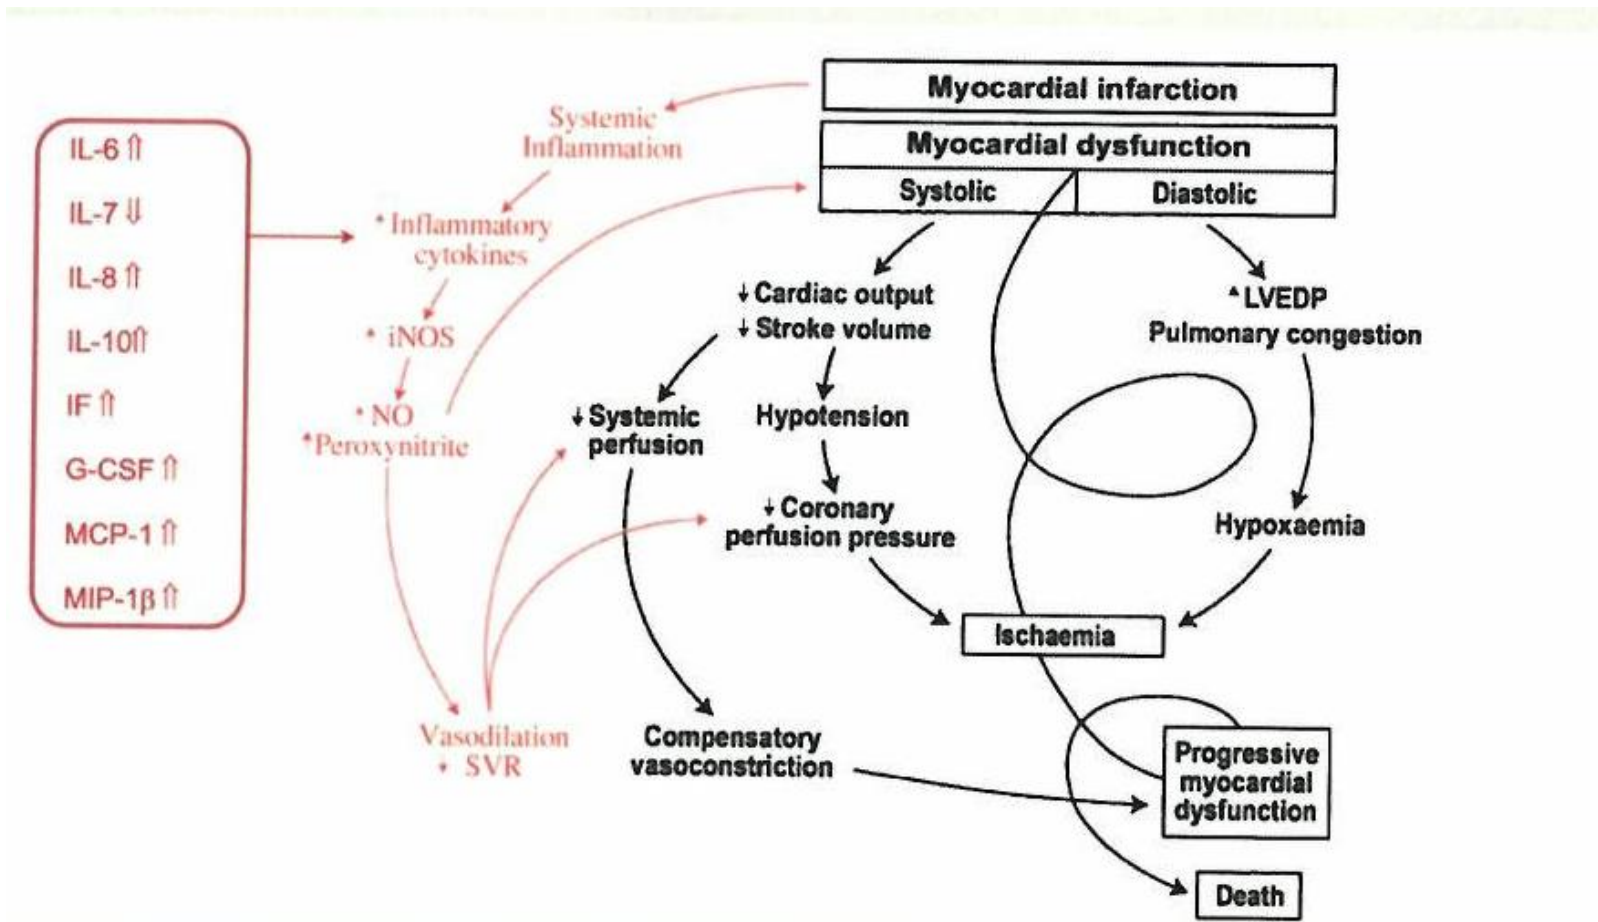 Myocardial infarction
Myocardial dysfunction
Systolic
Diastolic
Systemic
Inflammation
IL-6 ⇑
IL-7 ⇓
IL-8 ⇑
IL-10⇑
IF ⇑
G-CSF ⇑
MCP-1 ⇑
MIP-1β ⇑
Inflammatory
cytokines
iNOS
NO
Peroxynitrite
Vasodilation
SVR
↓ Cardiac output
↓ Stroke volume
↓ Systemic
perfusion
Hypotension
↓ Coronary
perfusion pressure
LVEDP
Pulmonary congestion
Hypoxaemia
Ischaemia
Compensatory
vasoconstriction
Progressive
myocardial
dysfunction
Death